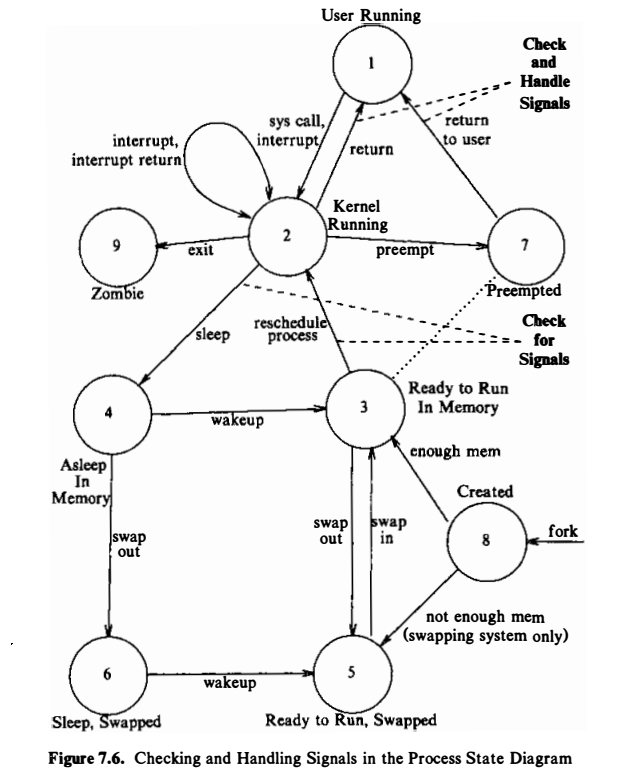 User Running
1
Check
and
Handle
Signals
sys call,
interrupt
return
return
to user
interrupt,
interrupt return
Kernel
Running
2
9
exit
preempt
7
Zombie
Preempted
Check
for
Signals
sleep
reschedule
process
4
wakeup
3
Ready to Run
In Memory
Asleep
In
Memory
enough mem
Created
swap
out
swap
out
swap
in
8
fork
not enough mem
(swapping system only)
6
wakeup
5
Sleep, Swapped
Ready to Run, Swapped
Figure 7.6. Checking and Handling Signals in the Process State Diagram